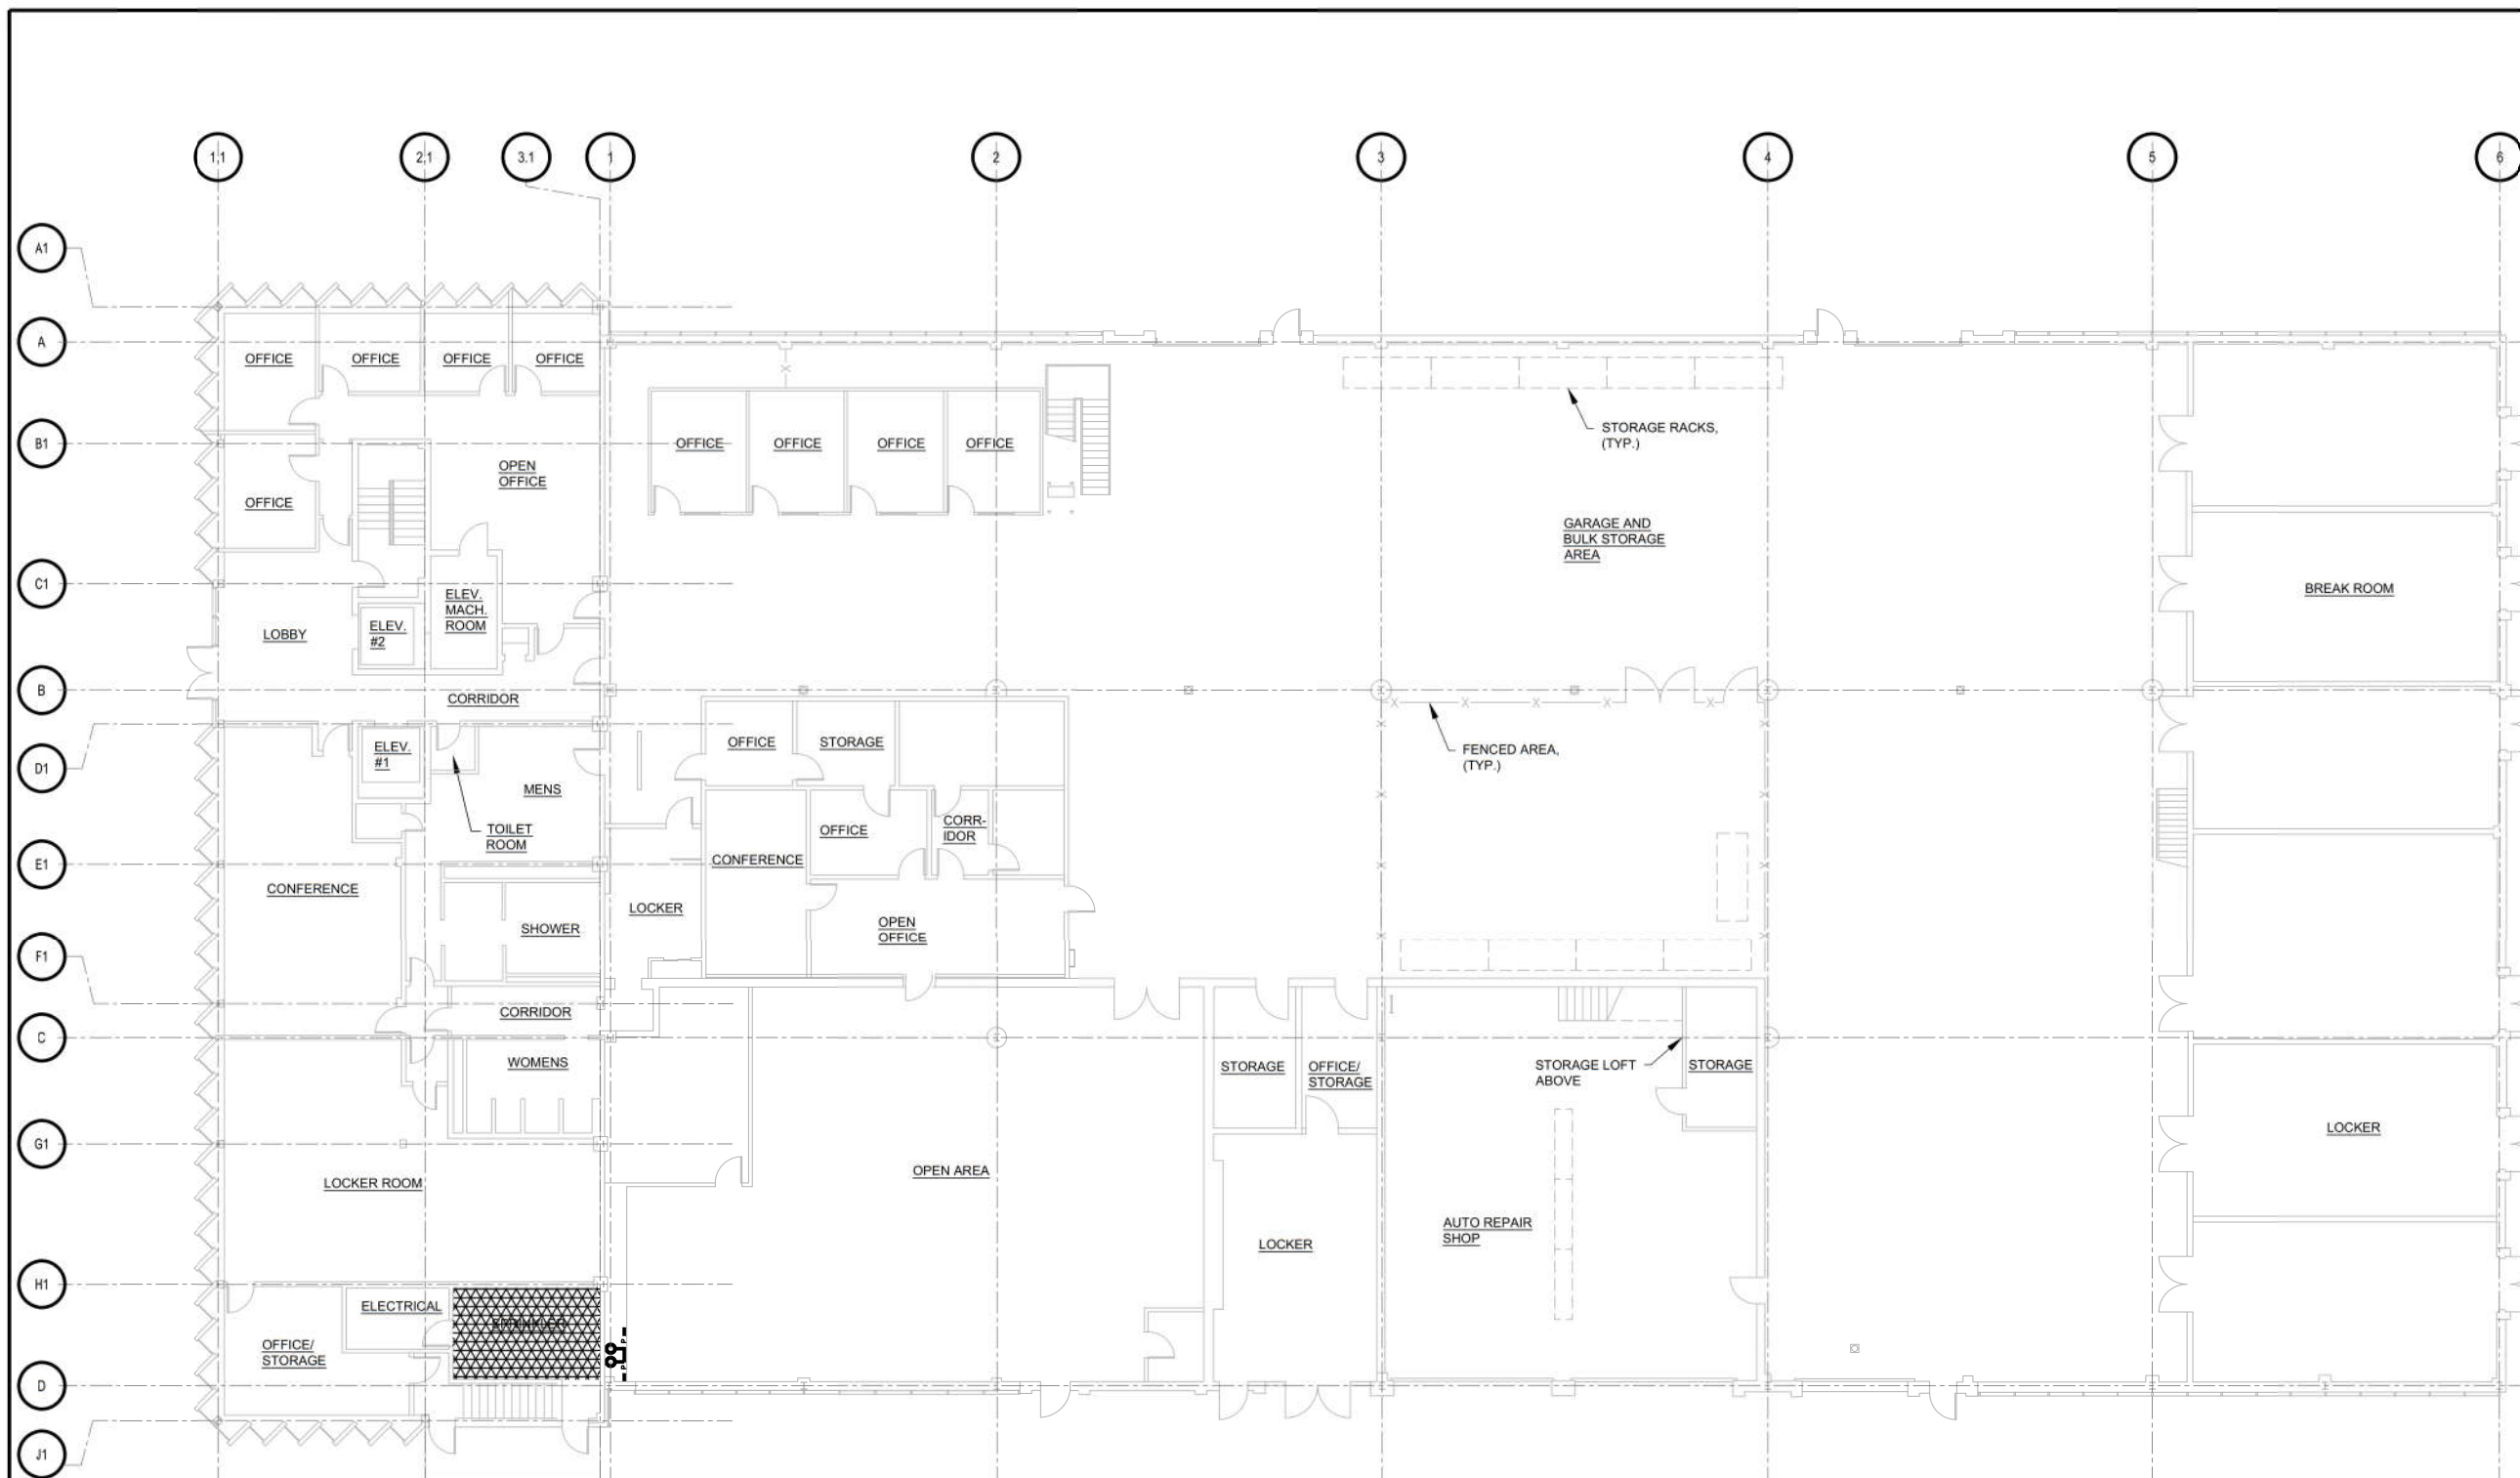 1.1
2.1
3.1
1
2
3
4
5
6
A1
A
OFFICE
OFFICE
OFFICE
OFFICE
B1
OFFICE
OFFICE
OFFICE
OFFICE
STORAGE RACKS,
(TYP.)
OPEN
OFFICE
OFFICE
GARAGE AND
BULK STORAGE
AREA
C1
ELEV.
MACH.
ROOM
BREAK ROOM
LOBBY
ELEV.
#2
B
CORRIDOR
D1
ELEV.
#1
OFFICE
STORAGE
FENCED AREA,
(TYP.)
MENS
TOILET
ROOM
OFFICE
CORR-
IDOR
E1
CONFERENCE
CONFERENCE
LOCKER
SHOWER
OPEN
OFFICE
F1
CORRIDOR
C
WOMENS
STORAGE
OFFICE/
STORAGE
STORAGE LOFT
ABOVE
STORAGE
G1
LOCKER
OPEN AREA
LOCKER ROOM
AUTO REPAIR
SHOP
LOCKER
H1
ELECTRICAL
SPRINKLER
OFFICE/
STORAGE
P
P
D
J1